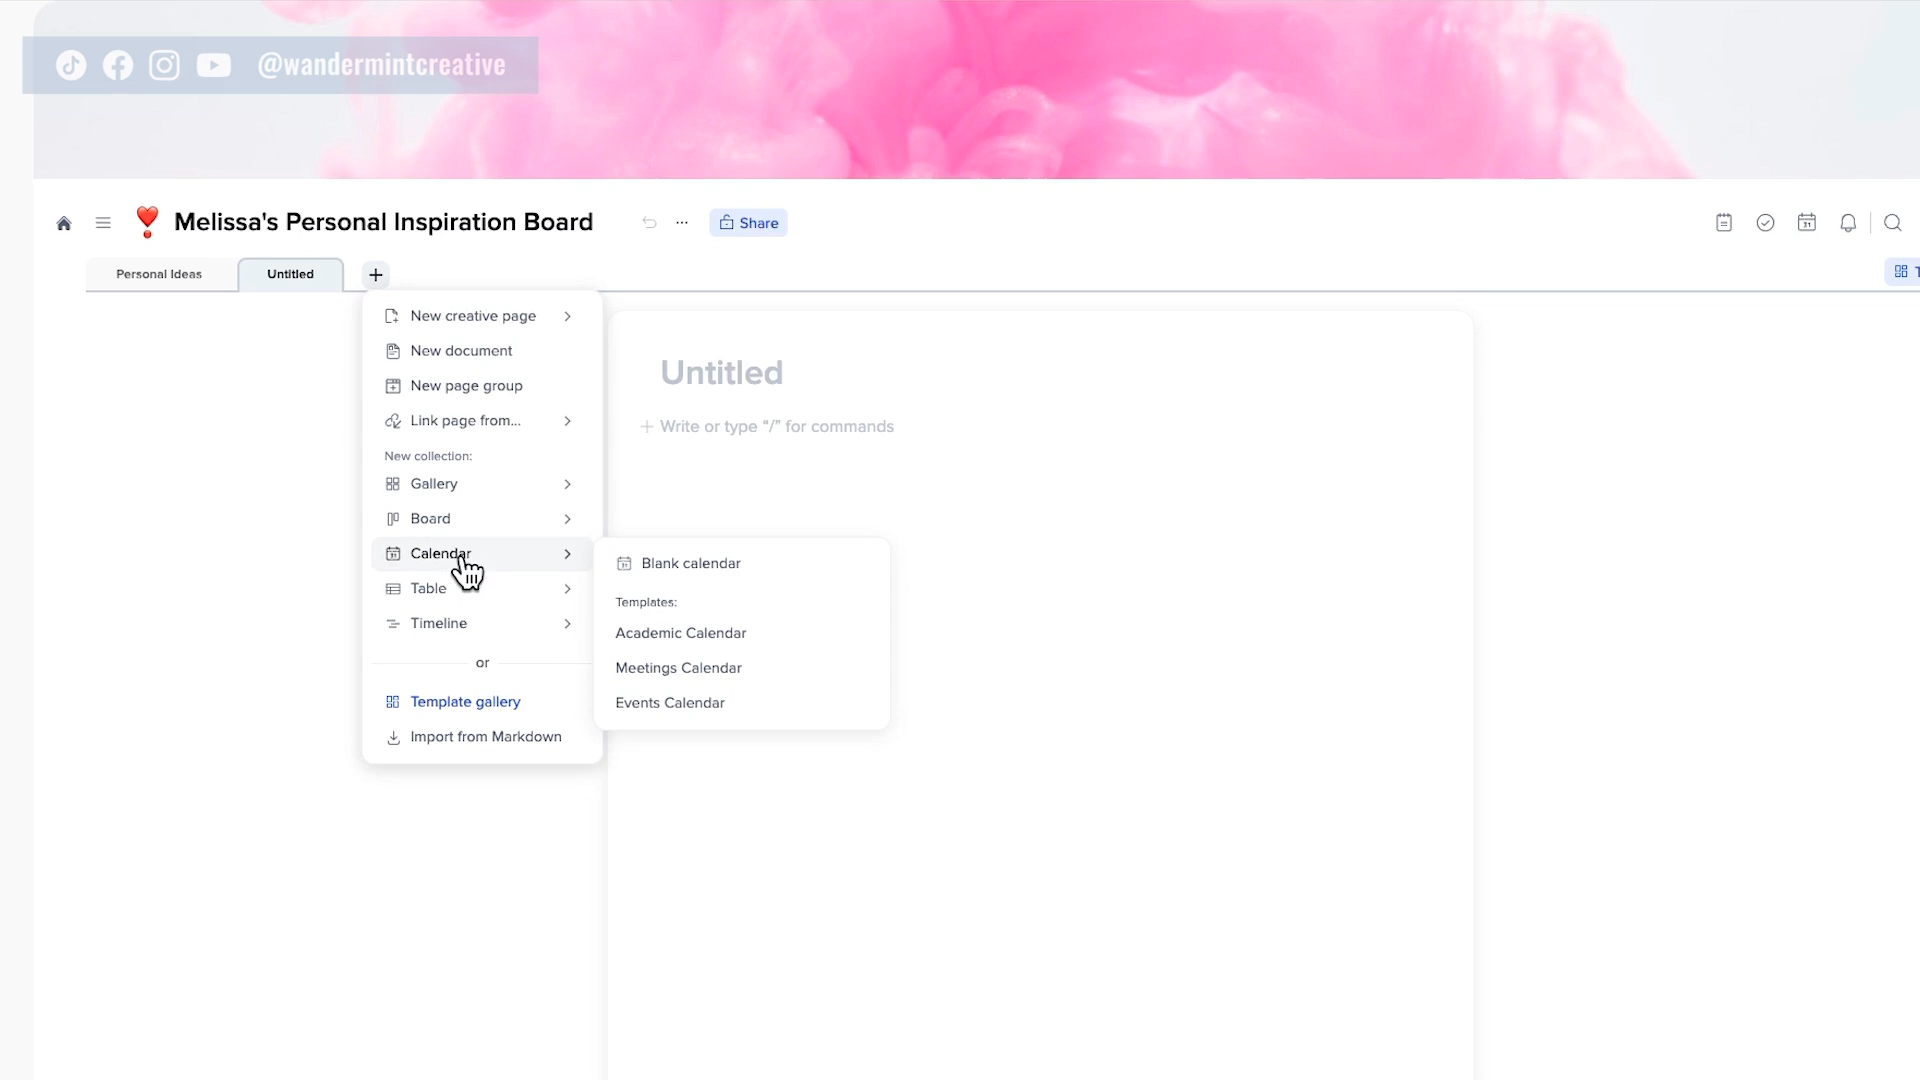 @wandermintcreative
Melissa's Personal Inspiration Board
Share
Personal Ideas
Untitled
New creative page
New document
New page group
Link page from...
New collection:
Gallery
Board
Calendar
Table
Timeline
or
Template gallery
Import from Markdown
Blank calendar
Templates:
Academic Calendar
Meetings Calendar
Events Calendar
Untitled
Write or type “/” for commands